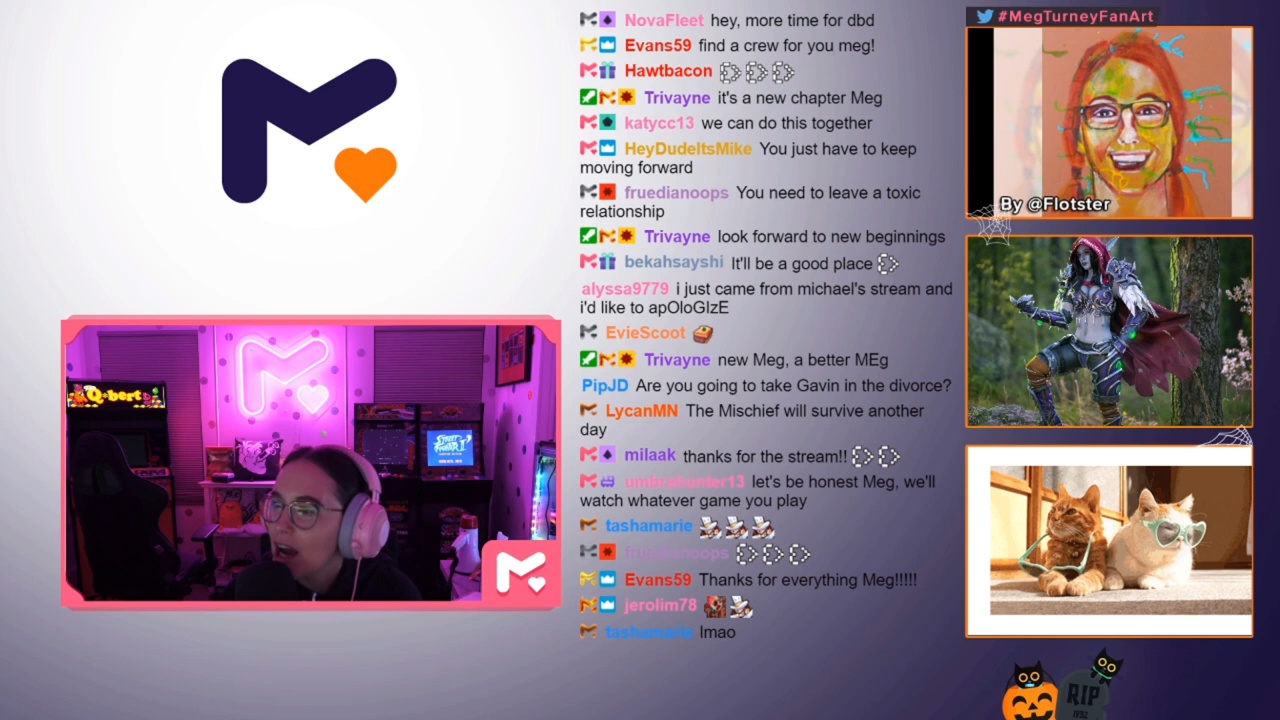 NovaFleet hey, more time for dbd
Evans59 find a crew for you meg!
Hawtbacon
Trivayne it's a new chapter Meg
katycc13 we can do this together
HeyDudeItsMike You just have to keep
moving forward
fruedianoops You need to leave a toxic
relationship
Trivayne look forward to new beginnings
bekahsayshi It'll be a good place
alyssa9779 i just came from michael's stream and
i'd like to apOloGIzE
EvieScoot
Trivayne new Meg, a better MEg
PipJD Are you going to take Gavin in the divorce?
LycanMN The Mischief will survive another
day
milaak thanks for the stream!!
umbrahunter13 let's be honest Meg, we'll
watch whatever game you play
tashamarie
fruedianoops
Evans59 Thanks for everything Meg!!!!!
jerolim78
tashamarie lmao
#MegTurneyFanArt
By @Flotster
Q*bert
STREET
FIGHTER II
RIP
1952